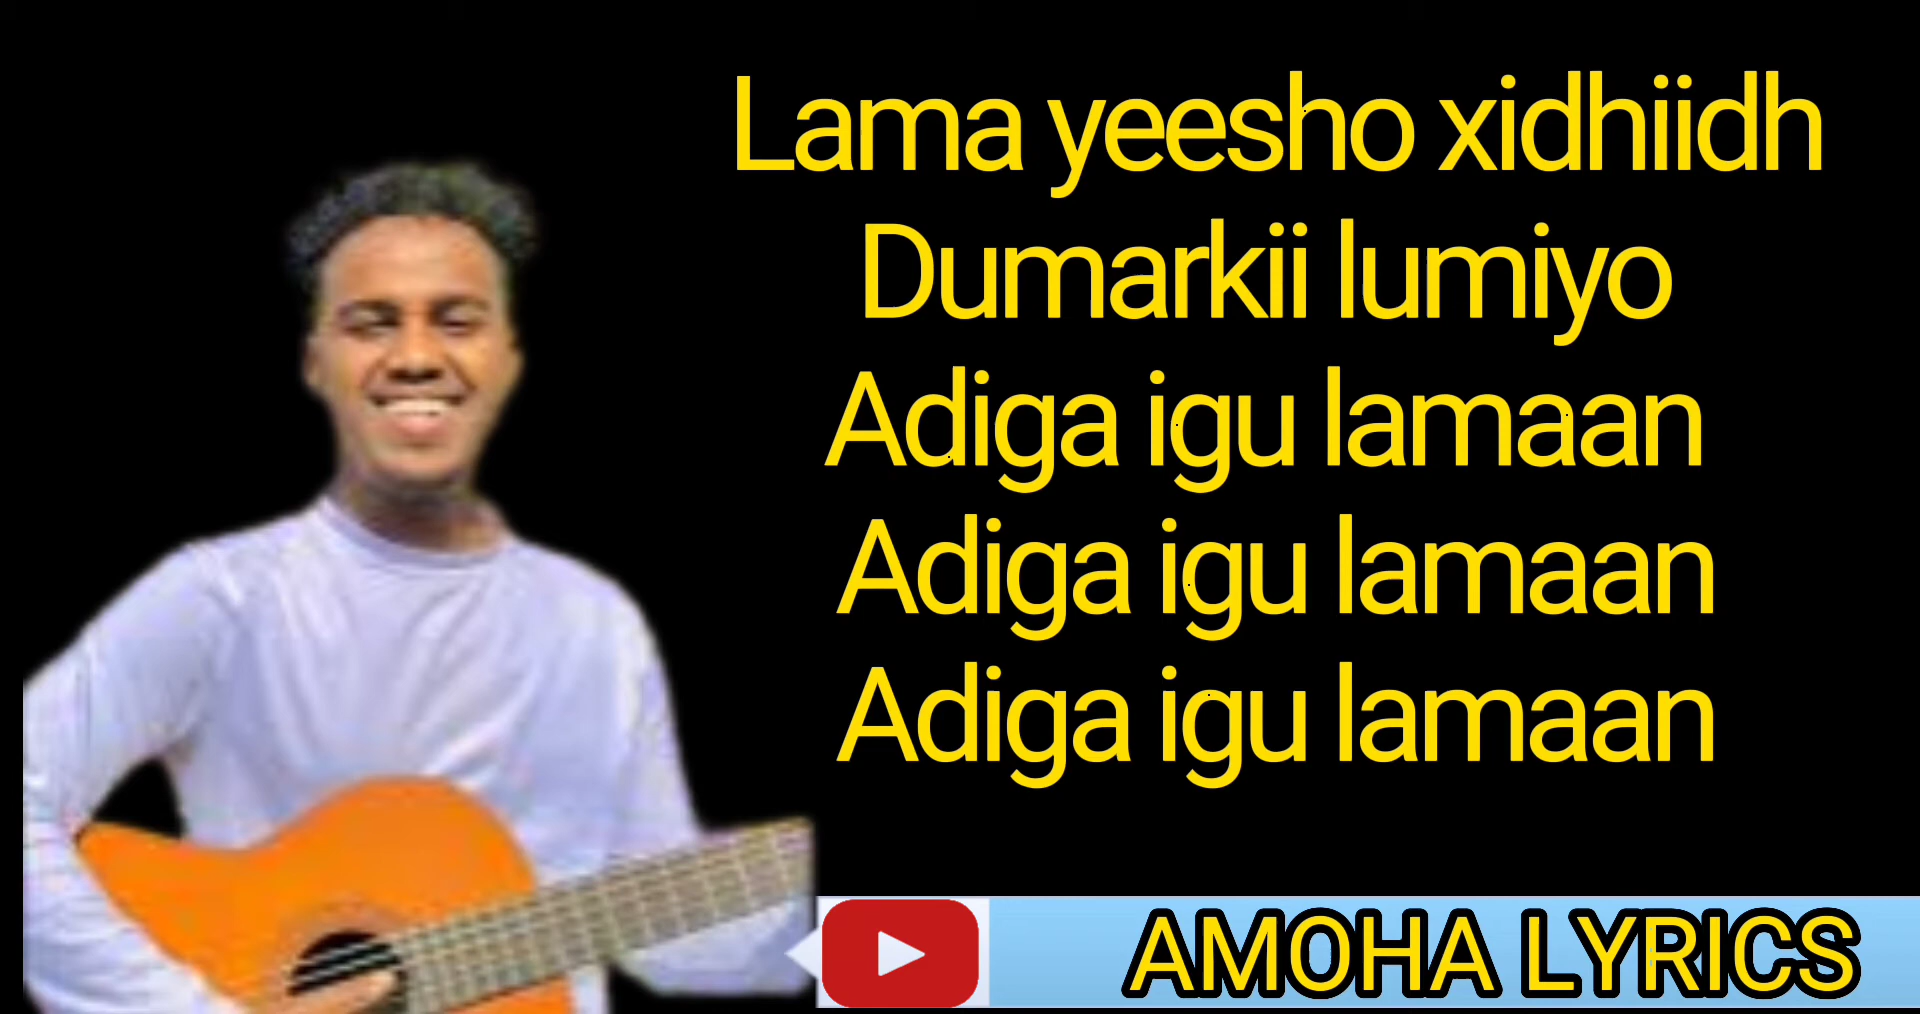 Lama yeesho xidhiidh
Dumarkii lumiyo
Adiga igu lamaan
Adiga igu lamaan
Adiga igu lamaan
AMOHA LYRICS